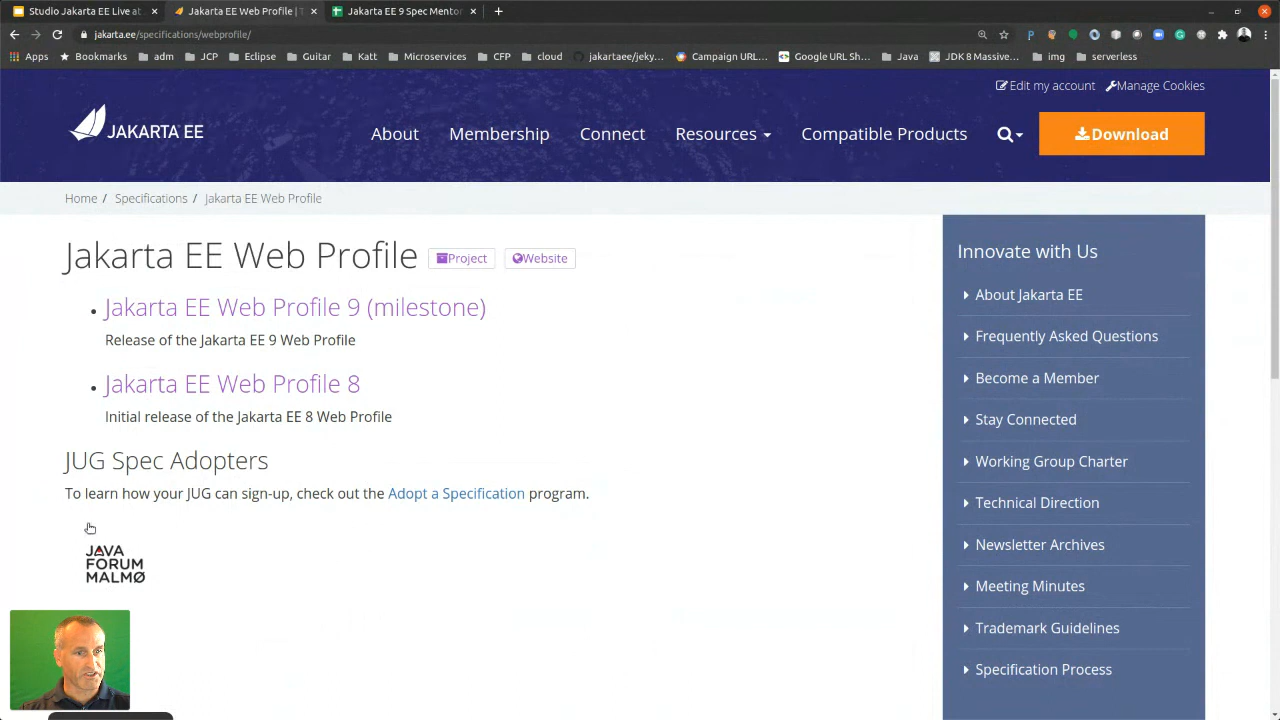 Studio Jakarta EE Live at
Jakarta EE Web Profile | T
Jakarta EE 9 Spec Mentor
jakarta.ee/specifications/webprofile/
Apps
Bookmarks
adm
JCP
Eclipse
Guitar
Katt
Microservices
CFP
cloud
jakartaee/jeky...
Campaign URL...
Google URL Sh...
Java
JDK 8 Massive...
img
serverless
Edit my account
Manage Cookies
JAKARTA EE
About
Membership
Connect
Resources
Compatible Products
Download
Home / Specifications / Jakarta EE Web Profile
Jakarta EE Web Profile
Project
Website
Jakarta EE Web Profile 9 (milestone)
Release of the Jakarta EE 9 Web Profile
Jakarta EE Web Profile 8
Initial release of the Jakarta EE 8 Web Profile
JUG Spec Adopters
To learn how your JUG can sign-up, check out the Adopt a Specification program.
JAVA
FORUM
MALMØ
Innovate with Us
About Jakarta EE
Frequently Asked Questions
Become a Member
Stay Connected
Working Group Charter
Technical Direction
Newsletter Archives
Meeting Minutes
Trademark Guidelines
Specification Process